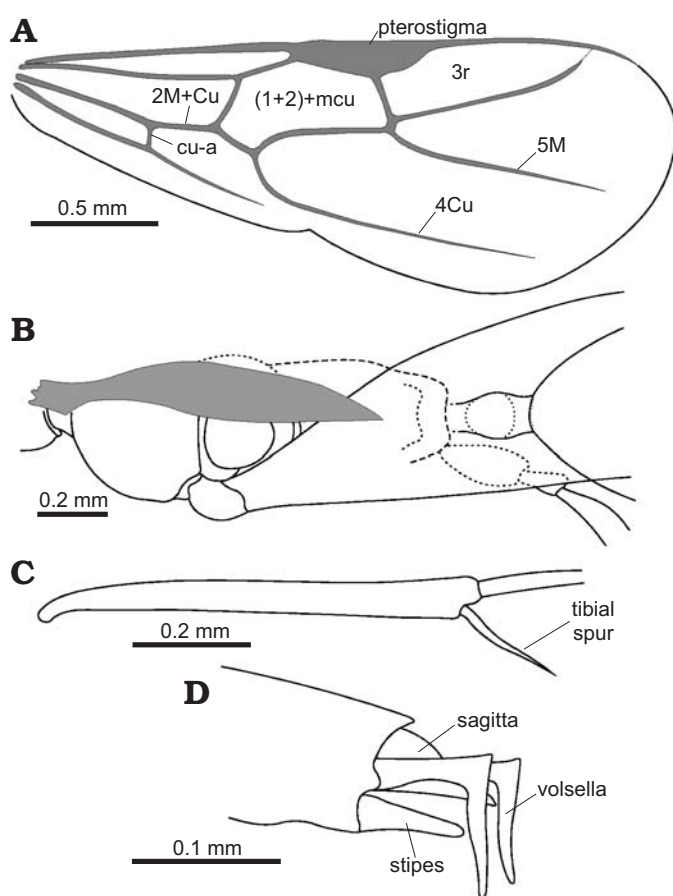 A
pterostigma
3r
2M+Cu
(1+2)+mcu
cu-a
5M
0.5 mm
4Cu
B
0.2 mm
C
0.2 mm
tibial
spur
D
sagitta
volsella
stipes
0.1 mm